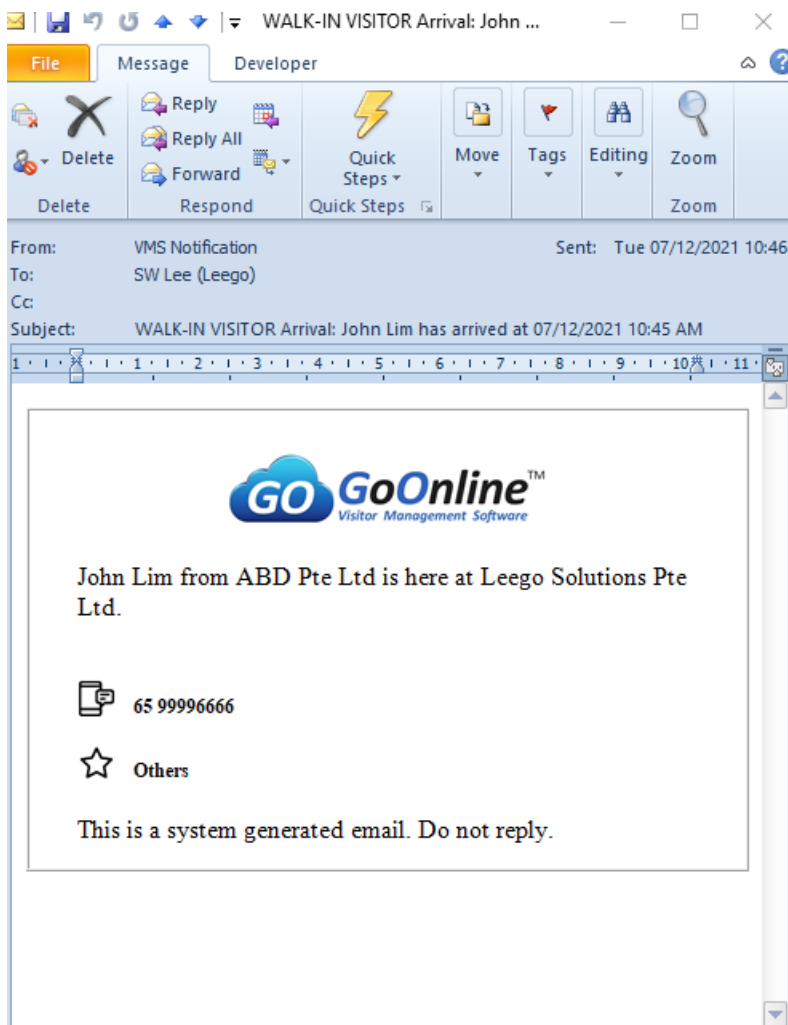 WALK-IN VISITOR Arrival: John ...
File Message Developer
Delete
Reply
Reply All
Forward
Quick Steps
Move
Tags
Editing
Zoom
Delete Respond Quick Steps Zoom
From: VMS Notification Sent: Tue 07/12/2021 10:46
To: SW Lee (Leego)
Cc:
Subject: WALK-IN VISITOR Arrival: John Lim has arrived at 07/12/2021 10:45 AM
1 1 2 3 4 5 6 7 8 9 10 11
GO GoOnline™
Visitor Management Software
John Lim from ABD Pte Ltd is here at Leego Solutions Pte
Ltd.
65 99996666
Others
This is a system generated email. Do not reply.